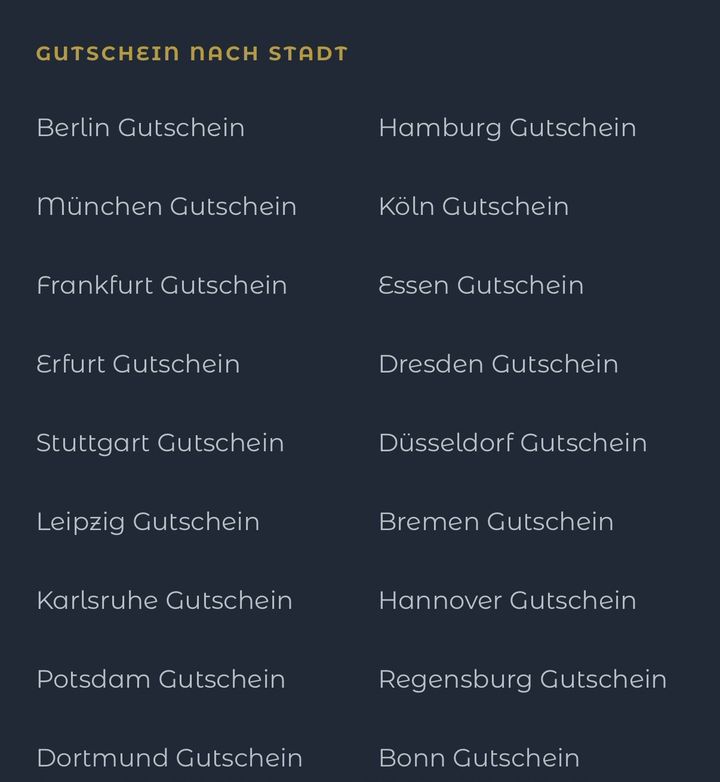 GUTSCHEIN NACH STADT
Berlin Gutschein
Hamburg Gutschein
München Gutschein
Köln Gutschein
Frankfurt Gutschein
Essen Gutschein
Erfurt Gutschein
Dresden Gutschein
Stuttgart Gutschein
Düsseldorf Gutschein
Leipzig Gutschein
Bremen Gutschein
Karlsruhe Gutschein
Hannover Gutschein
Potsdam Gutschein
Regensburg Gutschein
Dortmund Gutschein
Bonn Gutschein